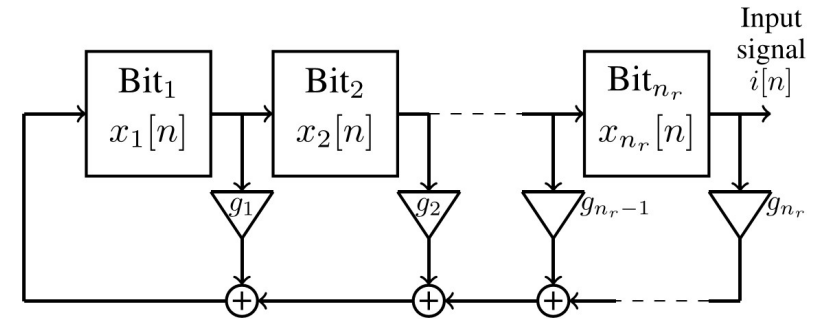 Input
signal
i[n]
Bit₁
x₁[n]
Bit₂
x₂[n]
Bitₙᵣ
xₙᵣ[n]
g₁
g₂
gₙᵣ₋₁
gₙᵣ
+
+
+